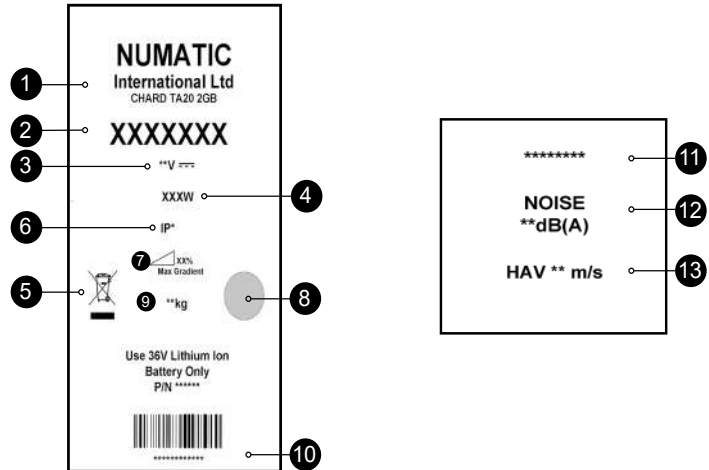 NUMATIC
1 International Ltd
CHARD TA20 2GB
2 XXXXXXX
3 **V
XXXW 4
6 IP*
7 XX%
Max Gradient
5
9 **kg 8
Use 36V Lithium Ion
Battery Only
P/N ******
************ 10
******** 11
NOISE 12
**dB(A)
HAV ** m/s 13